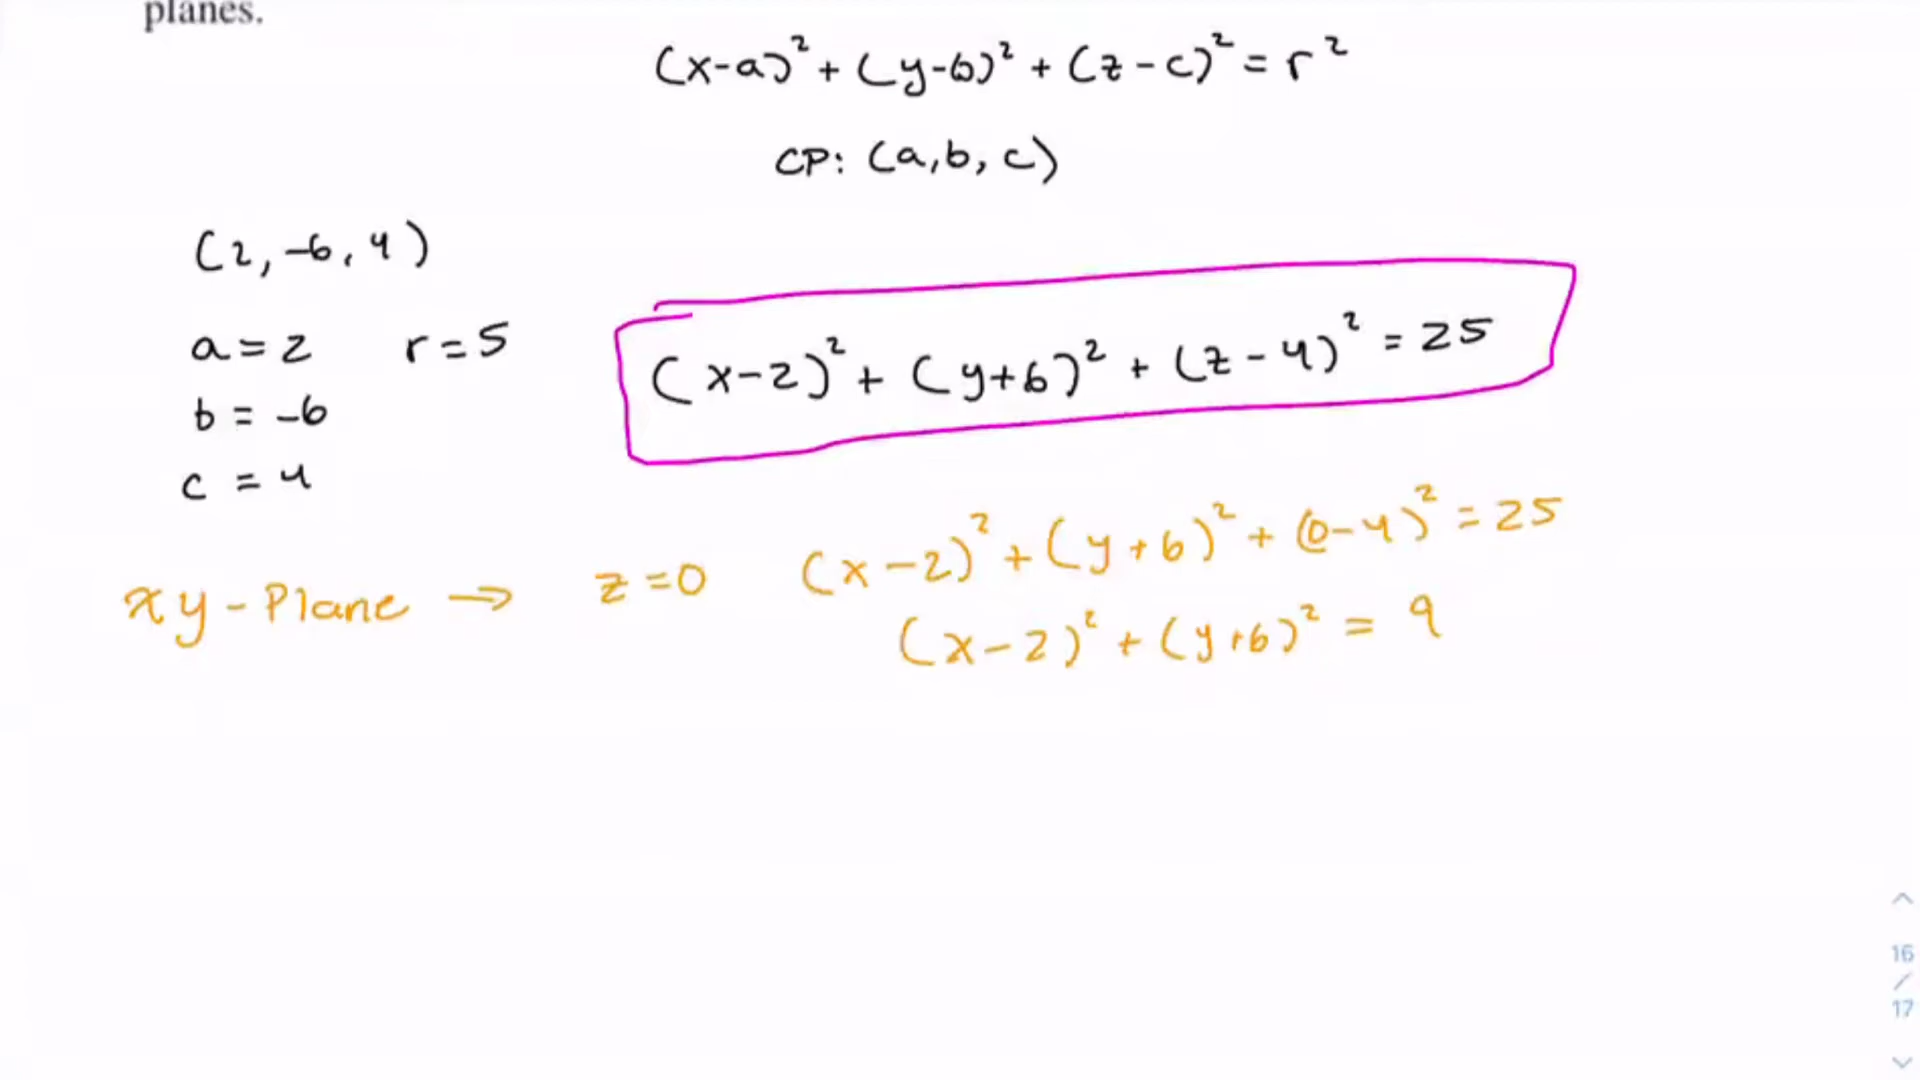 planes.
(x-a)² + (y-b)² + (z-c)² = r²
CP: (a,b,c)
(2,-6,4)
a=2 r=5
(x-2)² + (y+6)² + (z-4)² = 25
b = -6
c = 4
xy-Plane → z=0 (x-2)² + (y+6)² + (0-4)² = 25
(x-2)² + (y+6)² = 9
16
/
17